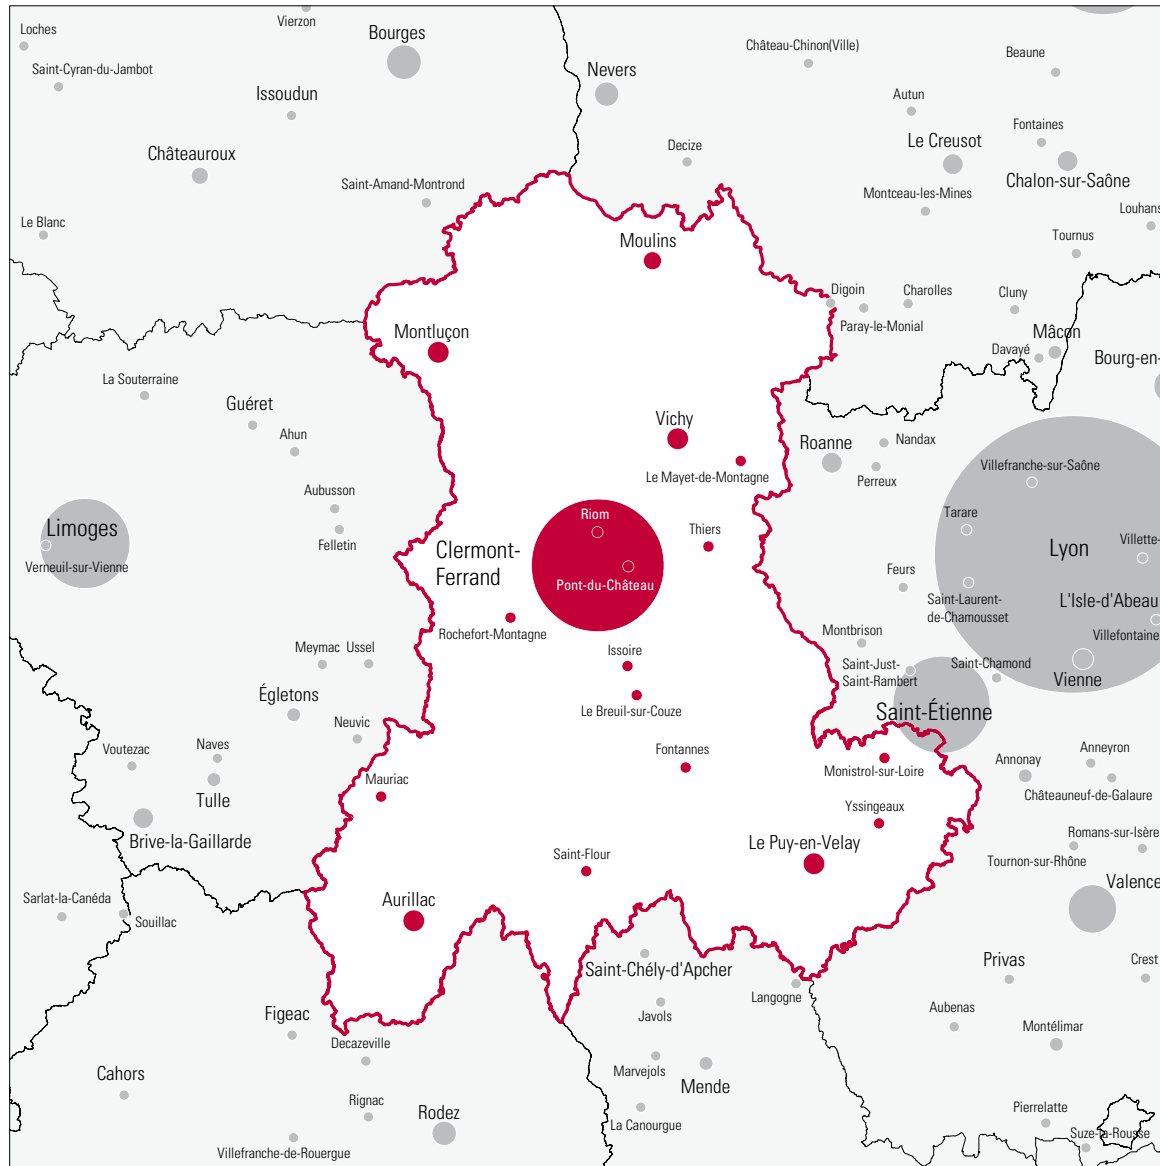 Loches
Vierzon
Bourges
Saint-Cyran-du-Jambot
Issoudun
Châteauroux
Saint-Amand-Montrond
Le Blanc
Nevers
Château-Chinon(Ville)
Beaune
Autun
Fontaines
Le Creusot
Decize
Chalon-sur-Saône
Montceau-les-Mines
Louhans
Tournus
Moulins
Digoin
Charolles
Cluny
Paray-le-Monial
Mâcon
Davayé
Bourg-en-
Montluçon
La Souterraine
Guéret
Ahun
Vichy
Le Mayet-de-Montagne
Roanne
Nandax
Perreux
Villefranche-sur-Saône
Aubusson
Felletin
Limoges
Verneuil-sur-Vienne
Clermont-
Ferrand
Riom
Pont-du-Château
Thiers
Tarare
Lyon
Villette-
Feurs
Saint-Laurent-
de-Chamousset
L'Isle-d'Abeau
Villefontaine
Rochefort-Montagne
Montbrison
Meymac
Ussel
Issoire
Saint-Just-
Saint-Rambert
Saint-Chamond
Vienne
Égletons
Le Breuil-sur-Couze
Saint-Étienne
Neuvic
Voutezac
Naves
Fontannes
Monistrol-sur-Loire
Annonay
Anneyron
Châteauneuf-de-Galaure
Mauriac
Tulle
Yssingeaux
Brive-la-Gaillarde
Le Puy-en-Velay
Romans-sur-Isère
Tournon-sur-Rhône
Saint-Flour
Valence
Sarlat-la-Canéda
Souillac
Aurillac
Saint-Chély-d'Apcher
Langogne
Privas
Crest
Figeac
Javols
Aubenas
Montélimar
Decazeville
Marvejols
Mende
Cahors
Rignac
Rodez
La Canourgue
Pierrelatte
Suze-la-Rousse
Villefranche-de-Rouergue